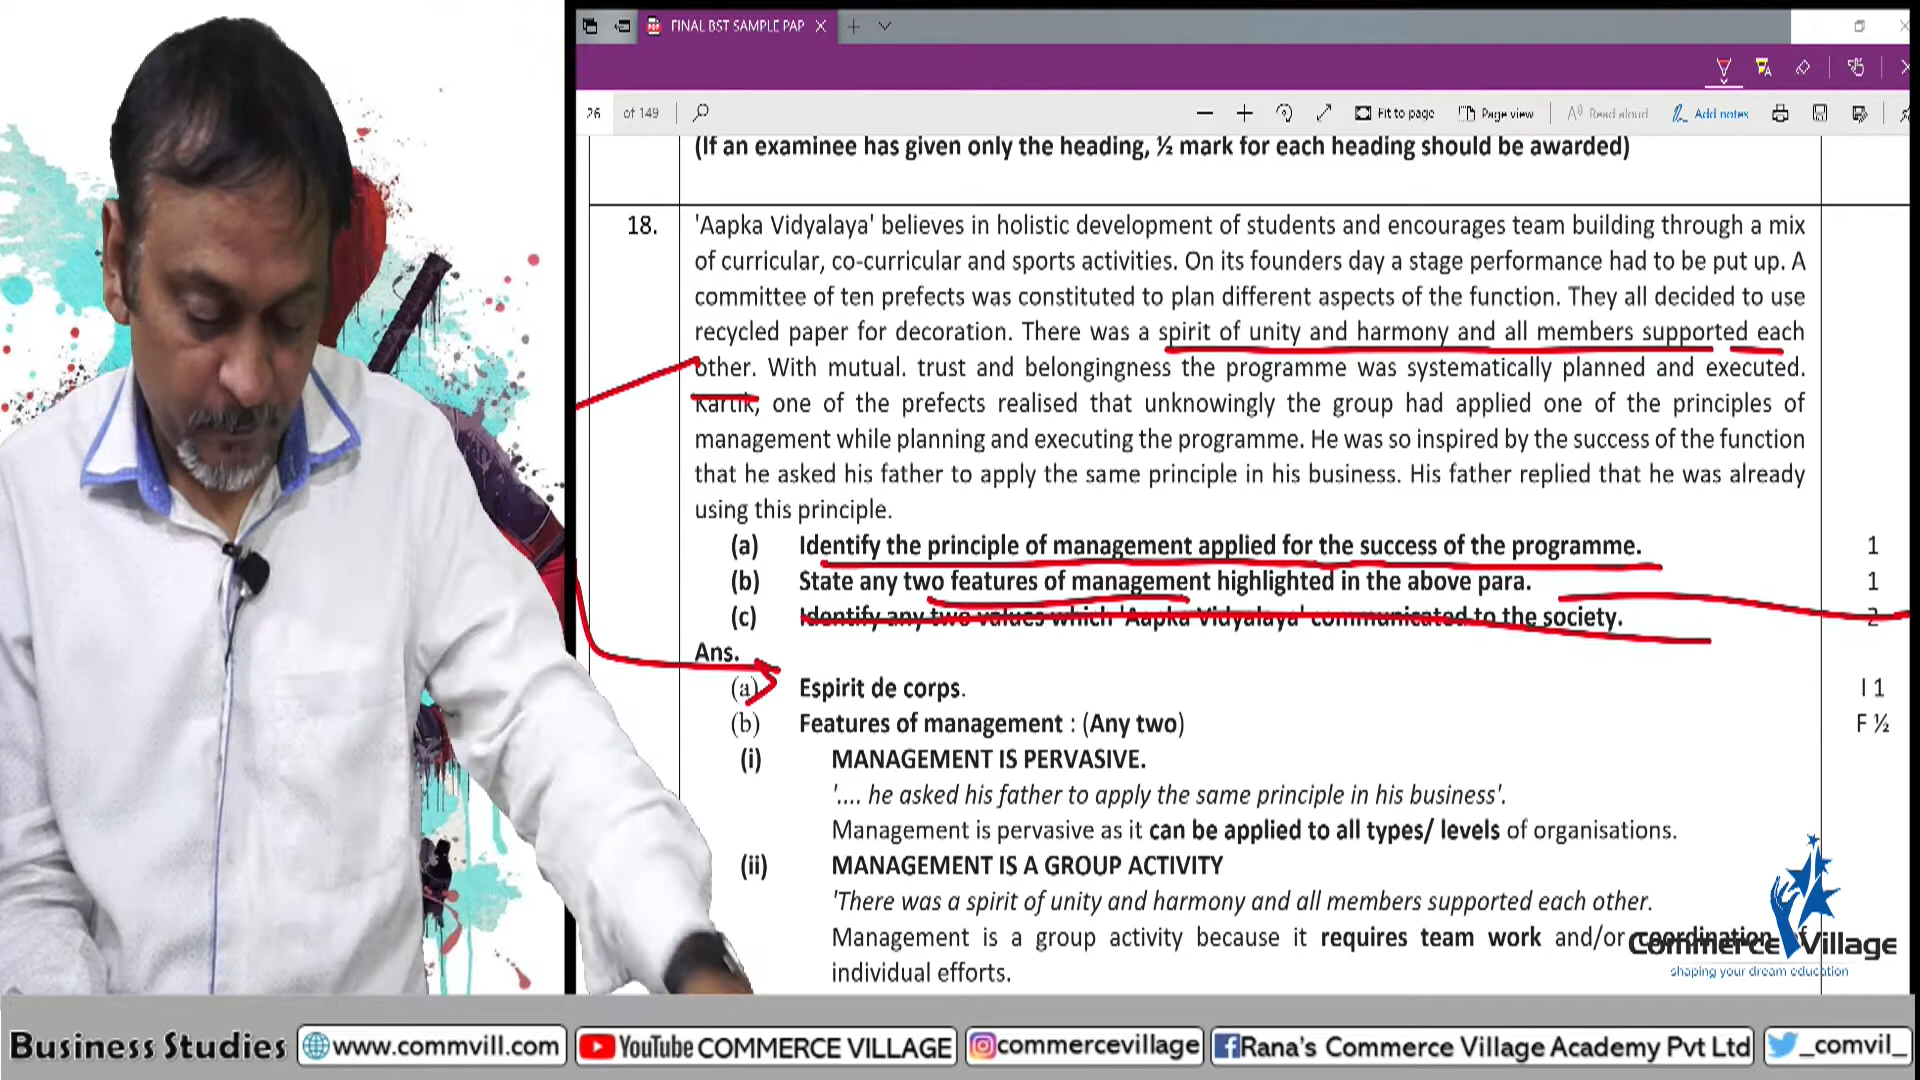 FINAL BST SAMPLE PAP
26 of 149
Fit to page
Page view
Read aloud
Add notes
(If an examinee has given only the heading, ½ mark for each heading should be awarded)
18. 'Aapka Vidyalaya' believes in holistic development of students and encourages team building through a mix
of curricular, co-curricular and sports activities. On its founders day a stage performance had to be put up. A
committee of ten prefects was constituted to plan different aspects of the function. They all decided to use
recycled paper for decoration. There was a spirit of unity and harmony and all members supported each
other. With mutual. trust and belongingness the programme was systematically planned and executed.
Kartik, one of the prefects realised that unknowingly the group had applied one of the principles of
management while planning and executing the programme. He was so inspired by the success of the function
that he asked his father to apply the same principle in his business. His father replied that he was already
using this principle.
(a) Identify the principle of management applied for the success of the programme. 1
(b) State any two features of management highlighted in the above para. 1
(c) Identify any two values which 'Aapka Vidyalaya' communicated to the society. 2
Ans.
(a) Espirit de corps. I 1
(b) Features of management : (Any two) F ½
(i) MANAGEMENT IS PERVASIVE.
'.... he asked his father to apply the same principle in his business'.
Management is pervasive as it can be applied to all types/ levels of organisations.
(ii) MANAGEMENT IS A GROUP ACTIVITY
'There was a spirit of unity and harmony and all members supported each other.
Management is a group activity because it requires team work and/or coordination of
individual efforts.
Commerce Village
shaping your dream education
Business Studies
www.commvill.com
YouTube COMMERCE VILLAGE
commercevillage
Rana's Commerce Village Academy Pvt Ltd
_comvil_